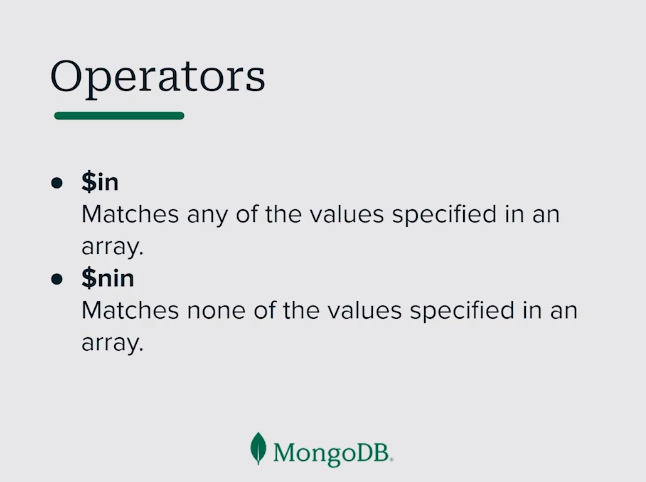 Operators
● $in
Matches any of the values specified in an
array.
● $nin
Matches none of the values specified in an
array.
MongoDB.